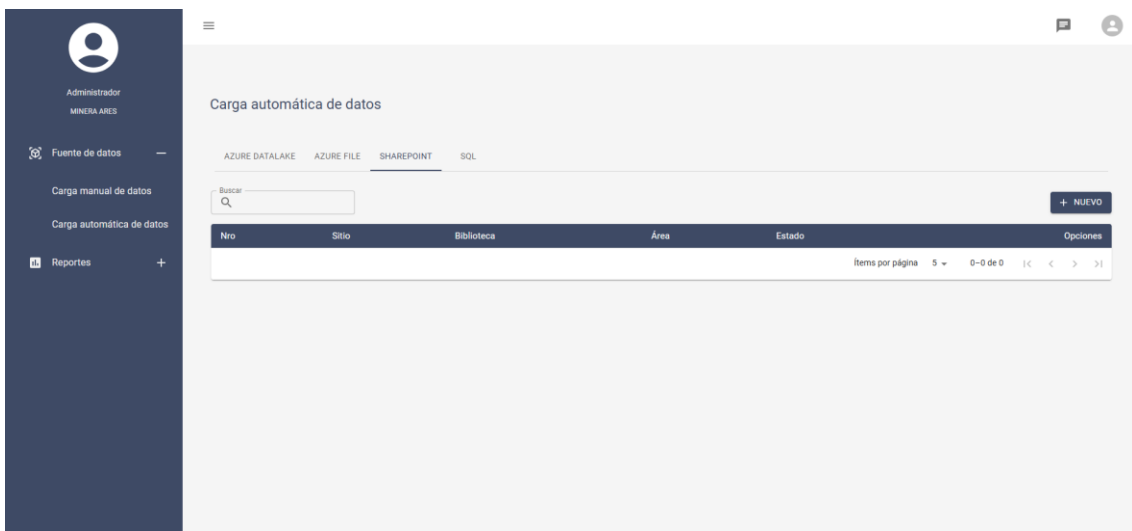 Administrador
MINERA ARES
Fuente de datos
Carga manual de datos
Carga automática de datos
Reportes
Carga automática de datos
AZURE DATALAKE AZURE FILE SHAREPOINT SQL
Buscar
+ NUEVO
Nro Sitio Biblioteca Área Estado Opciones
Ítems por página 5 0–0 de 0